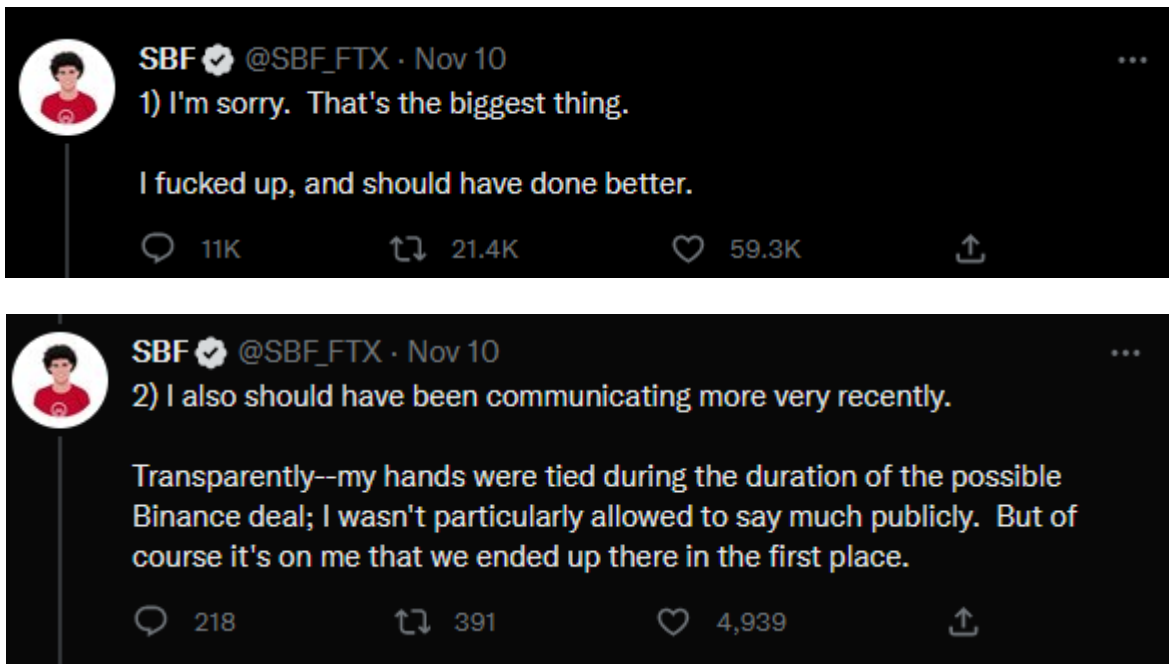 SBF @SBF_FTX · Nov 10
1) I'm sorry.  That's the biggest thing.
I fucked up, and should have done better.
11K 21.4K 59.3K
SBF @SBF_FTX · Nov 10
2) I also should have been communicating more very recently.
Transparently--my hands were tied during the duration of the possible
Binance deal; I wasn't particularly allowed to say much publicly.  But of
course it's on me that we ended up there in the first place.
218 391 4,939